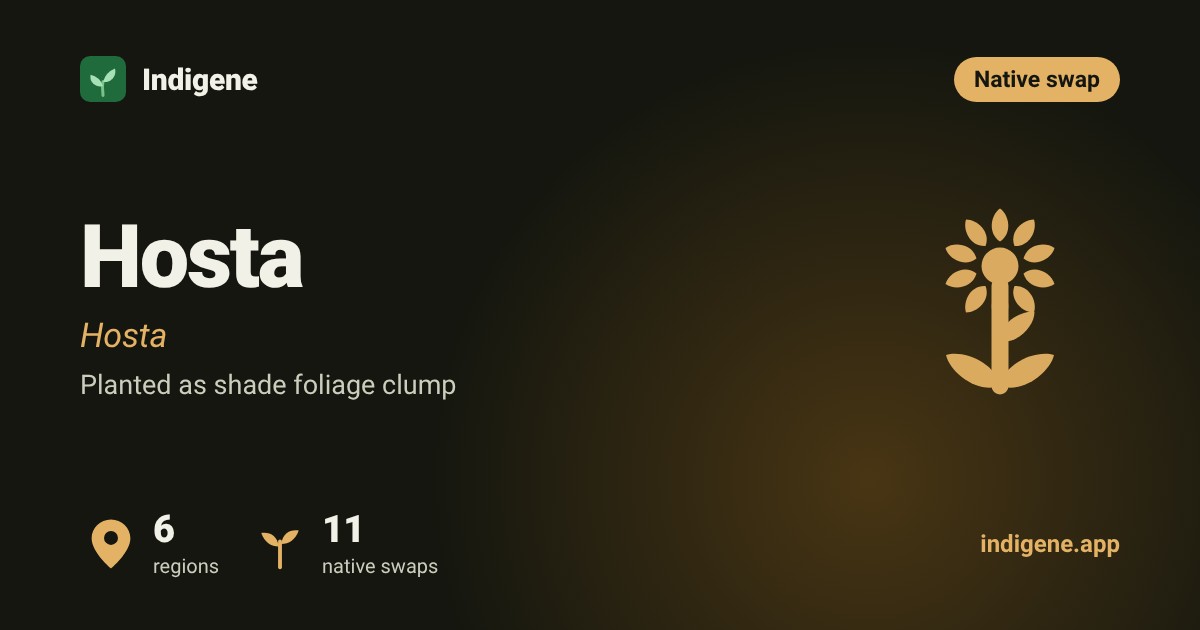 Indigene
Native swap
Hosta
Hosta
Planted as shade foliage clump
6
regions
11
native swaps
indigene.app